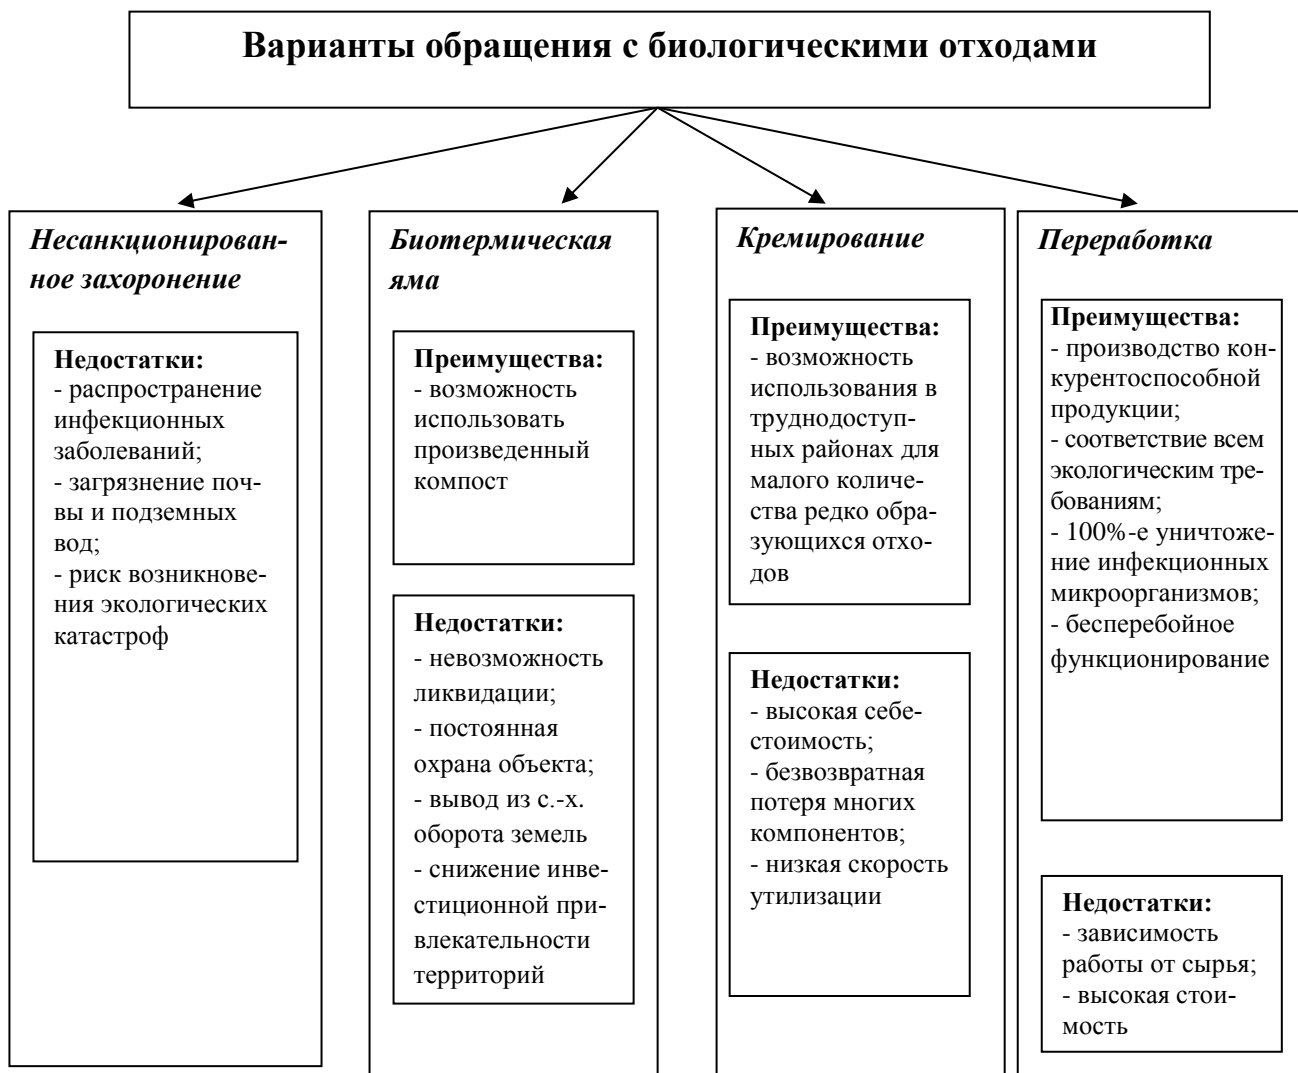 Варианты обращения с биологическими отходами
Несанкционирован-
ное захоронение
Недостатки:
- распространение
инфекционных
заболеваний;
- загрязнение поч-
вы и подземных
вод;
- риск возникнове-
ния экологических
катастроф
Биотермическая
яма
Преимущества:
- возможность
использовать
произведенный
компост
Недостатки:
- невозможность
ликвидации;
- постоянная
охрана объекта;
- вывод из с.-х.
оборота земель
- снижение инве-
стиционной при-
влекательности
территорий
Кремирование
Преимущества:
- возможность
использования в
труднодоступ-
ных районах для
малого количе-
ства редко обра-
зующихся отхо-
дов
Недостатки:
- высокая себе-
стоимость;
- безвозвратная
потеря многих
компонентов;
- низкая скорость
утилизации
Переработка
Преимущества:
- производство кон-
курентоспособной
продукции;
- соответствие всем
экологическим тре-
бованиям;
- 100%-е уничтоже-
ние инфекционных
микроорганизмов;
- бесперебойное
функционирование
Недостатки:
- зависимость
работы от сырья;
- высокая стои-
мость